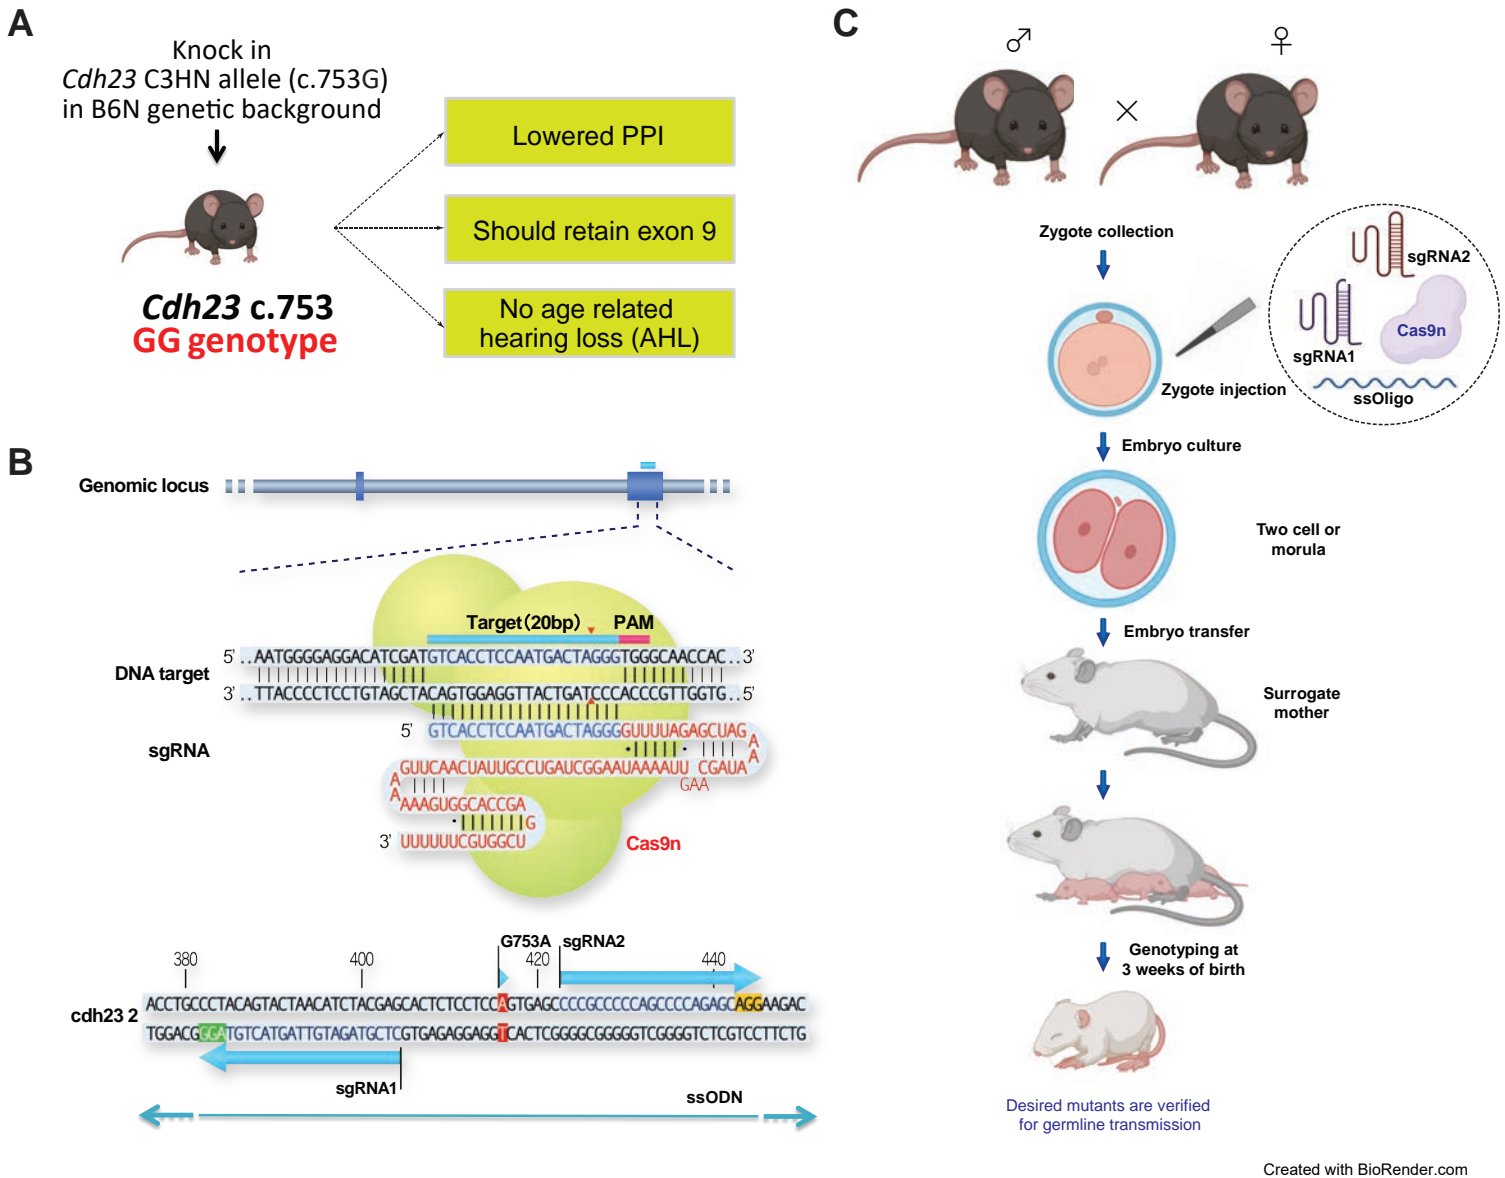 A
Knock in
Cdh23 C3HN allele (c.753G)
in B6N genetic background
Cdh23 c.753
GG genotype
Lowered PPI
Should retain exon 9
No age related
hearing loss (AHL)
B
Genomic locus
Target(20bp)
PAM
DNA target
5' ..AATGGGGAGGACATCGATGTCACCTCCAATGACTAGGGTGGGCAACCAC..3'
3' ..TTACCCCTCCTGTAGCTACAGTGGAGGTTACTGATCCCACCCGTTGGTG..5'
sgRNA
5' GTCACCTCCAATGACTAGGGGUUUUAGAGCUAG
A
A
GUUCAACUAUUGCCUGAUCGGAAUAAAAUU CGAUA
GAA
A
A
AAAGUGGCACCGA
G
3' UUUUUUCGUGGCU
Cas9n
G753A
sgRNA2
380
400
420
440
cdh23 2
ACCTGCCCTACAGTACTAACATCTACGAGCACTCTCCTCCAGTGAGCCCCGCCCCCAGCCCCAGAGCAGGAAGAC
TGGACGGGATGTCATGATTGTAGATGCTCGTGAGAGGAGGTCACTCGGGGCGGGGGTCGGGGTCTCGTCCTTCTG
sgRNA1
ssODN
C
♂
♀
×
Zygote collection
sgRNA2
sgRNA1
Cas9n
ssOligo
Zygote injection
Embryo culture
Two cell or
morula
Embryo transfer
Surrogate
mother
Genotyping at
3 weeks of birth
Desired mutants are verified
for germline transmission
Created with BioRender.com